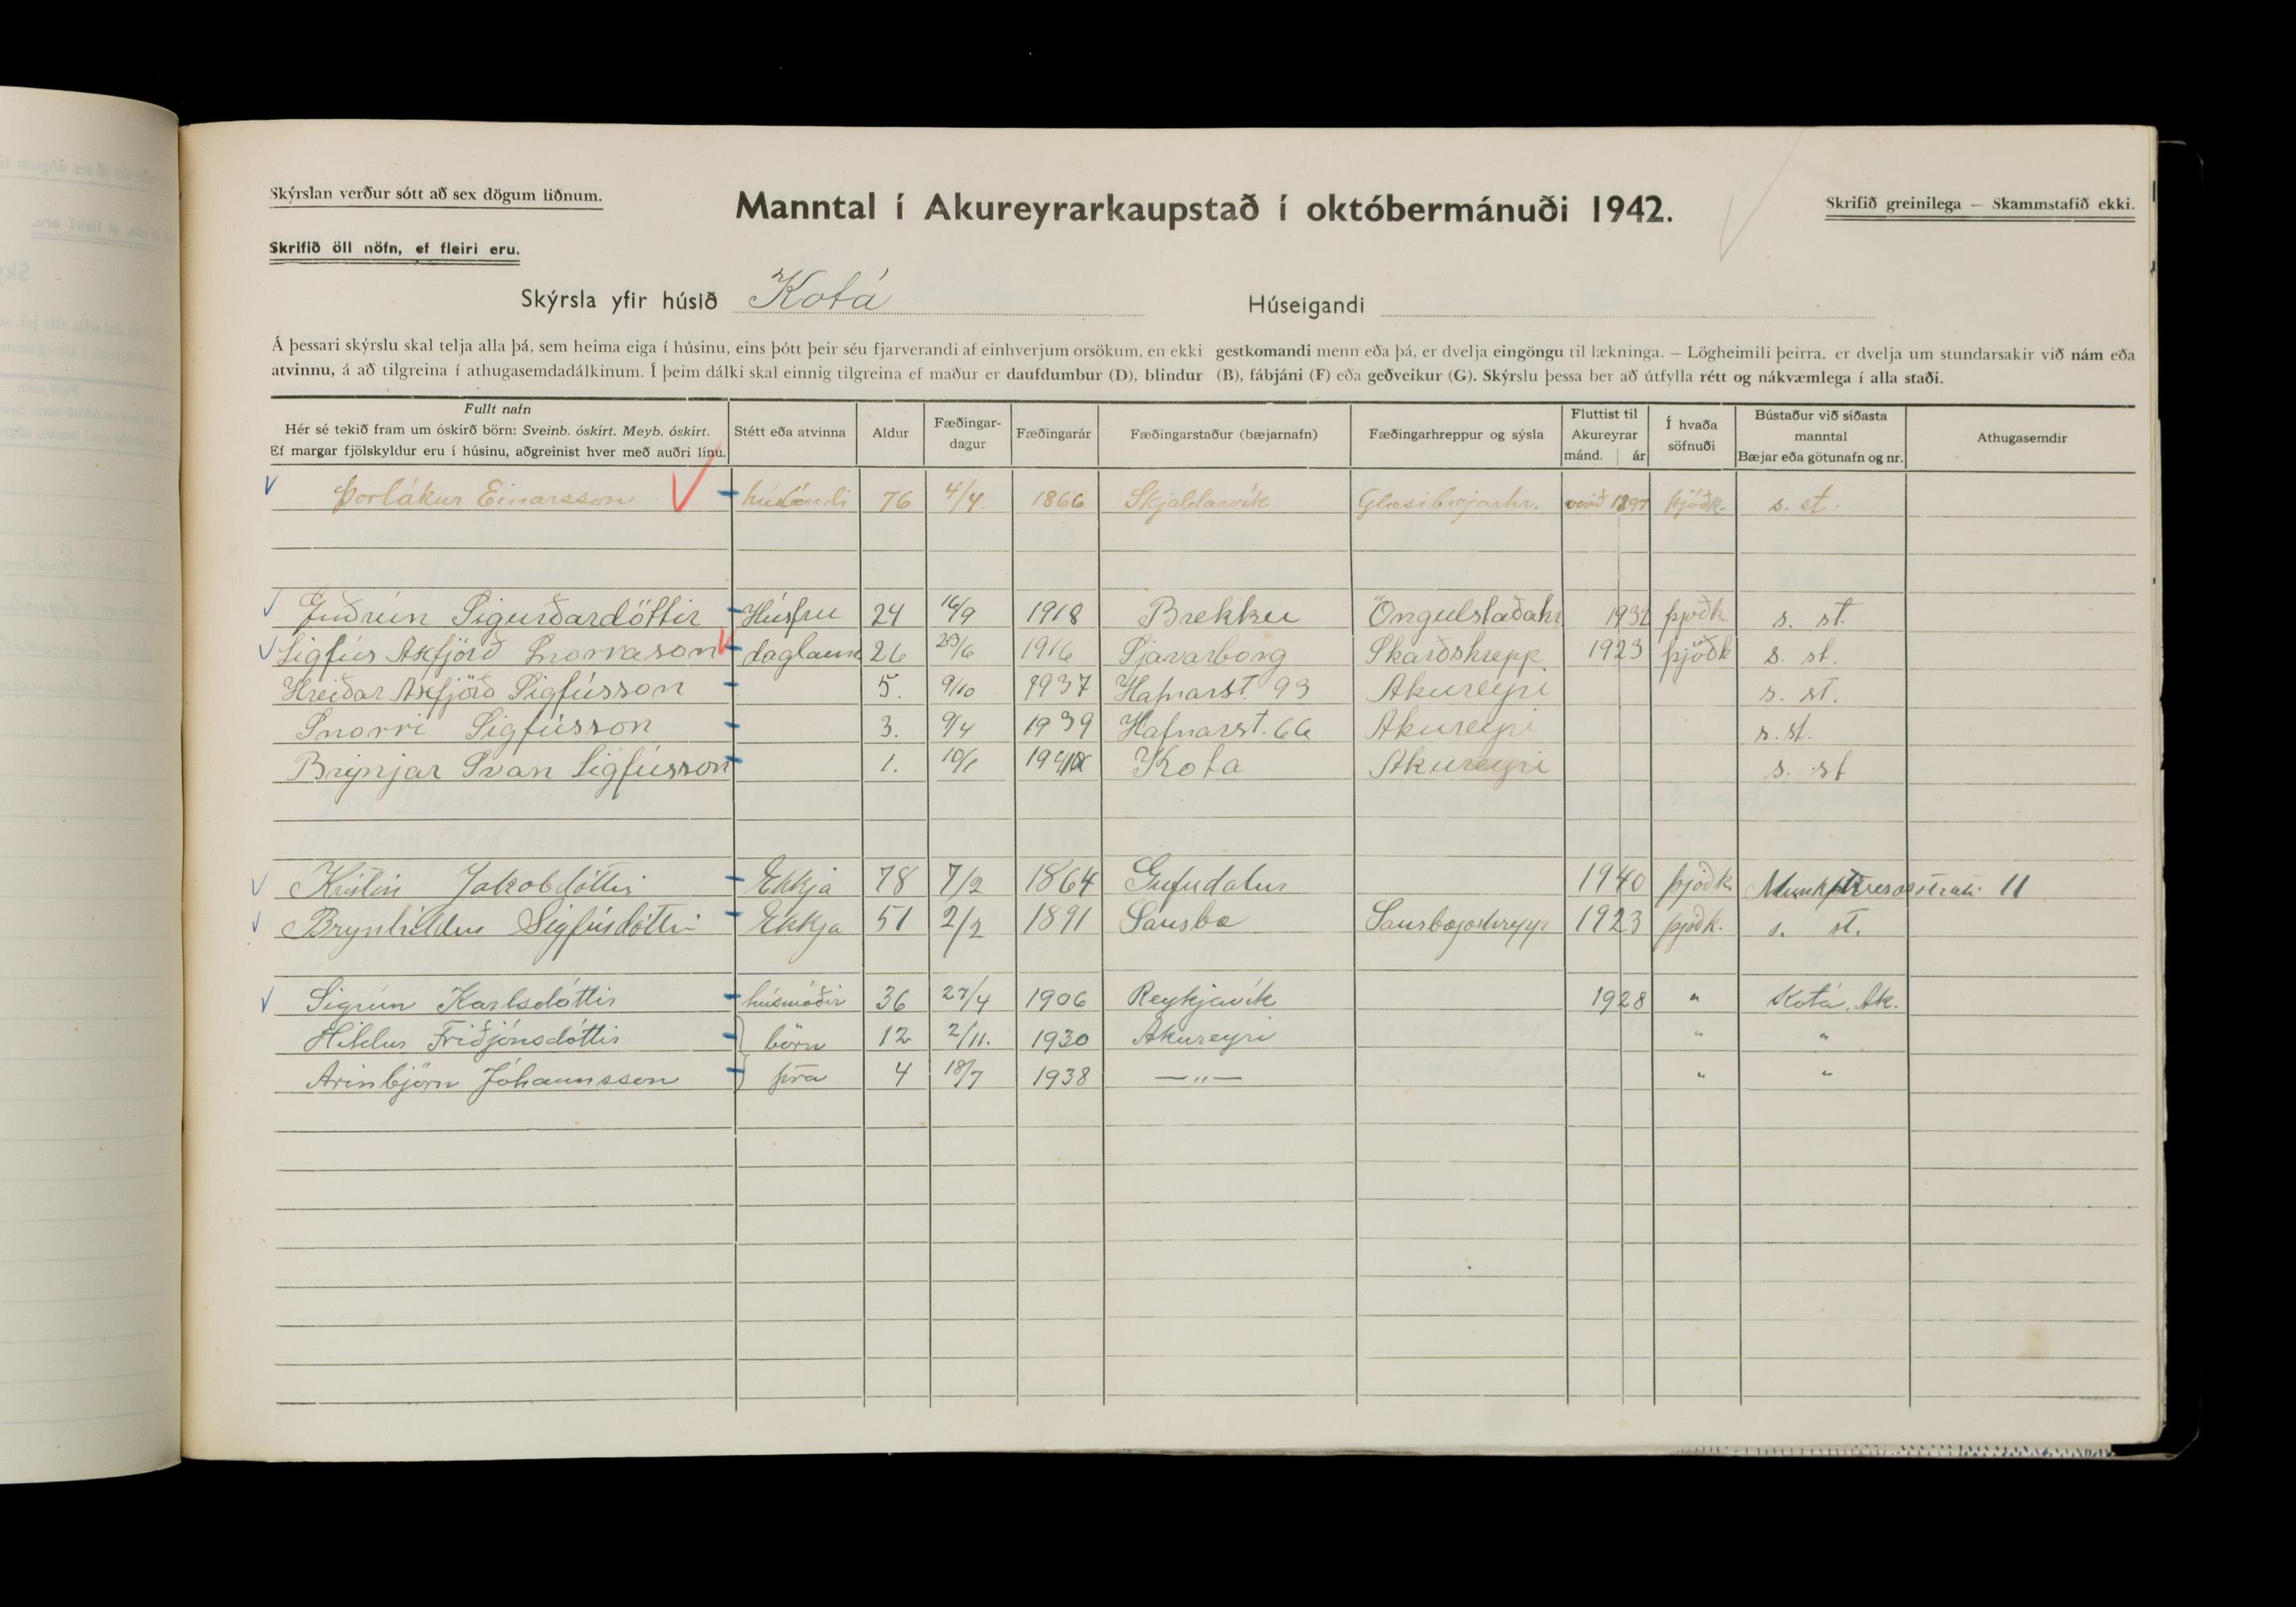 Skýrslan verður sótt að sex dögum liðnum.
Manntal í Akureyrarkaupstað í októbermánuði 1942.
Skrifið greinilega — Skammstafið ekki.
Skrifið öll nöfn, ef fleiri eru.
Skýrsla yfir húsið Kotá Húseigandi
Á þessari skýrslu skal telja alla þá, sem heima eiga í húsinu, eins þótt þeir séu fjarverandi af einhverjum orsökum, en ekki gestkomandi menn eða þá, er dvelja eingöngu til lækninga. — Lögheimili þeirra. er dvelja um stundarsakir við nám eða
atvinnu, á að tilgreina í athugasemdadálkinum. Í þeim dálki skal einnig tilgreina ef maður er daufdumbur (D), blindur (B), fábjáni (F) eða geðveikur (G). Skýrslu þessa ber að útfylla rétt og nákvæmlega í alla staði.
Fullt nafn
Hér sé tekið fram um óskírð börn: Sveinb. óskírt. Meyb. óskírt.
Ef margar fjölskyldur eru í húsinu, aðgreinist hver með auðri línu.
Stétt eða atvinna
Aldur
Fæðingar-
dagur
Fæðingarár
Fæðingarstaður (bæjarnafn)
Fæðingarhreppur og sýsla
Fluttist til
Akureyrar
mánd. ár
Í hvaða
söfnuði
Bústaður við síðasta
manntal
Bæjar eða götunafn og nr.
Athugasemdir
Þorlákur Einarsson 76 4/4. 1866 Skjaldarvík Glæsibæjarhr. 1897 þjóðk. s. st.
Guðrún Sigurðardóttir Húsfru 24 16/9 1918 Brekku Öngulstaðahr 1932 þjóðk s. st.
Sigfús Axfjörð Snorrason daglaun 26 23/6 1916 Sjávarborg Skarðshrepp. 1923 þjóðk s. st.
Hreiðar Axfjörð Sigfússon 5. 9/10 1937 Hafnarst. 93 Akureyri s. st.
Snorri Sigfússon 3. 9/4 1939 Hafnarst. 66 Akureyri s. st.
Brynjar Svan Sigfússon 1. 10/1 Kota Akureyri s. st
Kristín Jakobdóttir Ekkja 78 7/2 1864 Gufudalur 1940 þjóðk. 11
Brynhildur Sigfúsdóttir Ekkja 51 2/2 1891 Saurbæ Saurbæjarhrepp 1923 þjóðk. s. st.
Sigrún Karlsdóttir húsmóðir 36 27/4 1906 Reykjavík 1928 " Kotá, Ak.
Hildur Friðjónsdóttir } börn 12 2/11. 1930 Akureyri " "
Arinbjörn Jóhannsson } 4 18/7 1938 —"— " "